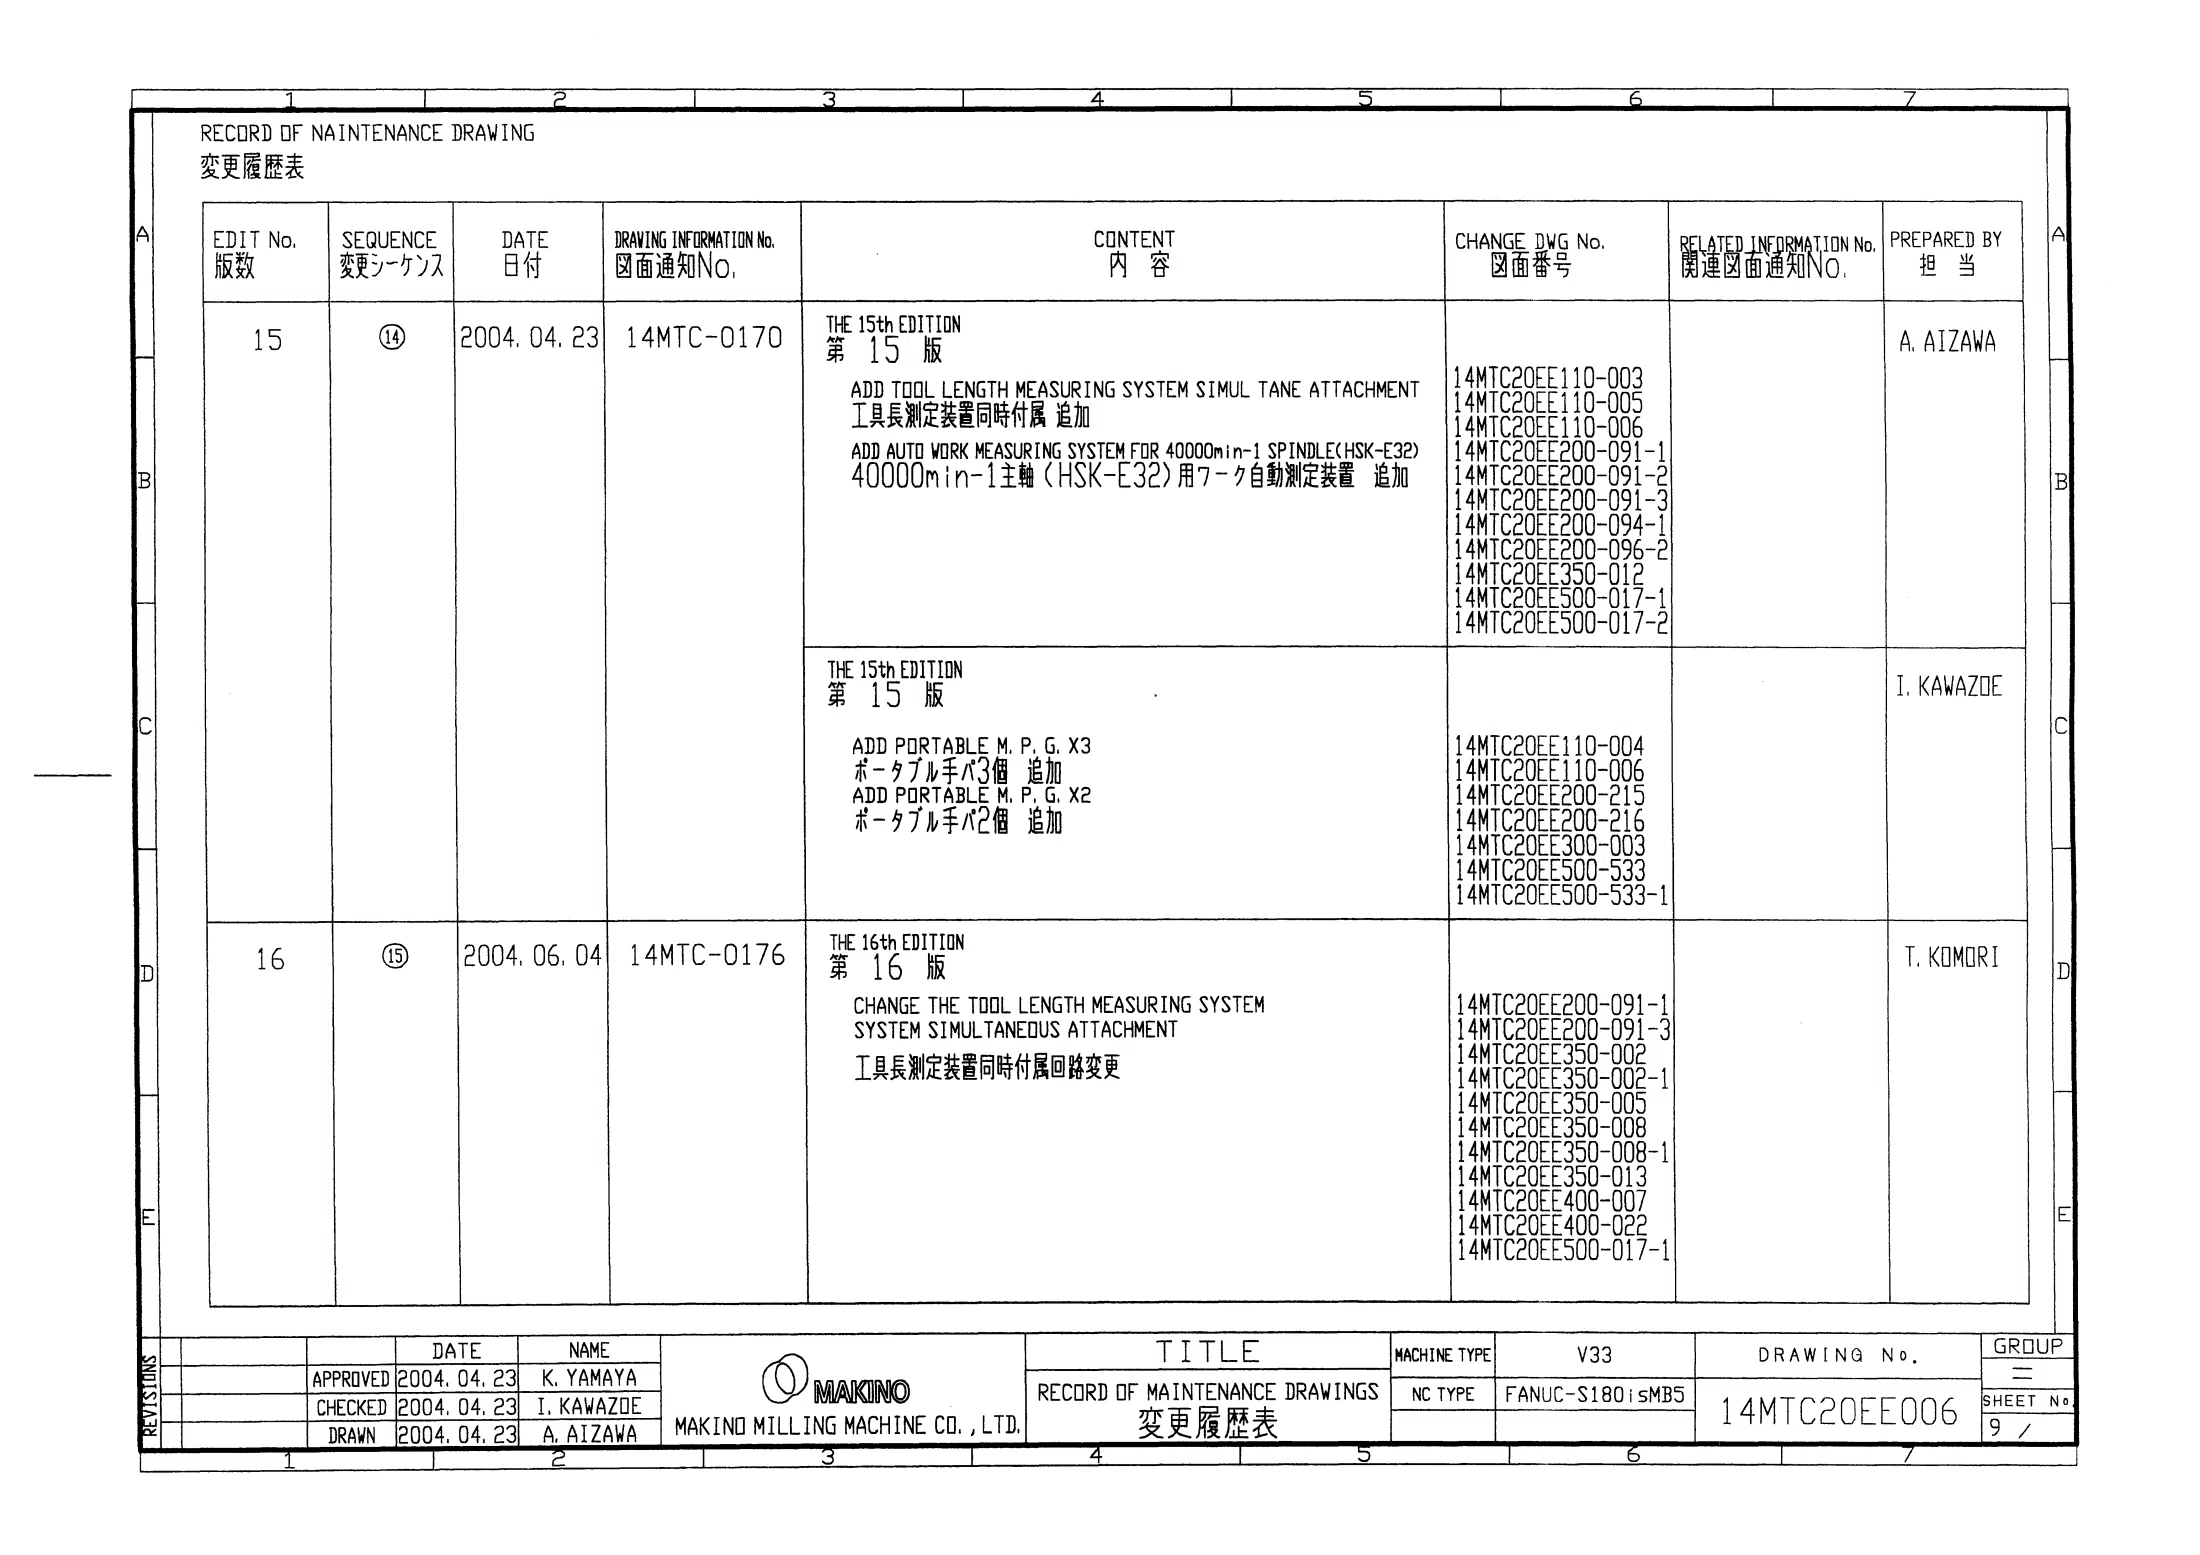 1 2 3 4 5 6 7
RECORD OF NAINTENANCE DRAWING
変更履歴表
EDIT No. SEQUENCE DATE DRAWING INFORMATION No. CONTENT CHANGE DWG No. RELATED INFORMATION No. PREPARED BY
版数 変更シーケンス 日付 図面通知No. 内 容 図面番号 関連図面通知No. 担 当
A A
15 ⑭ 2004.04.23 14MTC-0170 A. AIZAWA
THE 15th EDITION
第 15 版
ADD TOOL LENGTH MEASURING SYSTEM SIMUL TANE ATTACHMENT
工具長測定装置同時付属 追加
ADD AUTO WORK MEASURING SYSTEM FOR 40000min-1 SPINDLE(HSK-E32)
40000min-1主軸(HSK-E32)用ワーク自動測定装置 追加
14MTC20EE110-003
14MTC20EE110-005
14MTC20EE110-006
14MTC20EE200-091-1
14MTC20EE200-091-2
14MTC20EE200-091-3
14MTC20EE200-094-1
14MTC20EE200-096-2
14MTC20EE350-012
14MTC20EE500-017-1
14MTC20EE500-017-2
B B
THE 15th EDITION
第 15 版
I. KAWAZOE
ADD PORTABLE M. P. G. X3
ポータブル手パ3個 追加
ADD PORTABLE M. P. G. X2
ポータブル手パ2個 追加
14MTC20EE110-004
14MTC20EE110-006
14MTC20EE200-215
14MTC20EE200-216
14MTC20EE300-003
14MTC20EE500-533
14MTC20EE500-533-1
C C
16 ⑮ 2004.06.04 14MTC-0176 T. KOMORI
THE 16th EDITION
第 16 版
CHANGE THE TOOL LENGTH MEASURING SYSTEM
SYSTEM SIMULTANEOUS ATTACHMENT
工具長測定装置同時付属回路変更
14MTC20EE200-091-1
14MTC20EE200-091-3
14MTC20EE350-002
14MTC20EE350-002-1
14MTC20EE350-005
14MTC20EE350-008
14MTC20EE350-008-1
14MTC20EE350-013
14MTC20EE400-007
14MTC20EE400-022
14MTC20EE500-017-1
D D
E E
REVISIONS
DATE NAME
APPROVED 2004.04.23 K. YAMAYA
CHECKED 2004.04.23 I. KAWAZOE
DRAWN 2004.04.23 A. AIZAWA
MAKINO
MAKINO MILLING MACHINE CO.,LTD.
TITLE
RECORD OF MAINTENANCE DRAWINGS
変更履歴表
MACHINE TYPE V33
NC TYPE FANUC-S180isMB5
DRAWING No.
14MTC20EE006
GROUP
=
SHEET No.
9 /
1 2 3 4 5 6 7